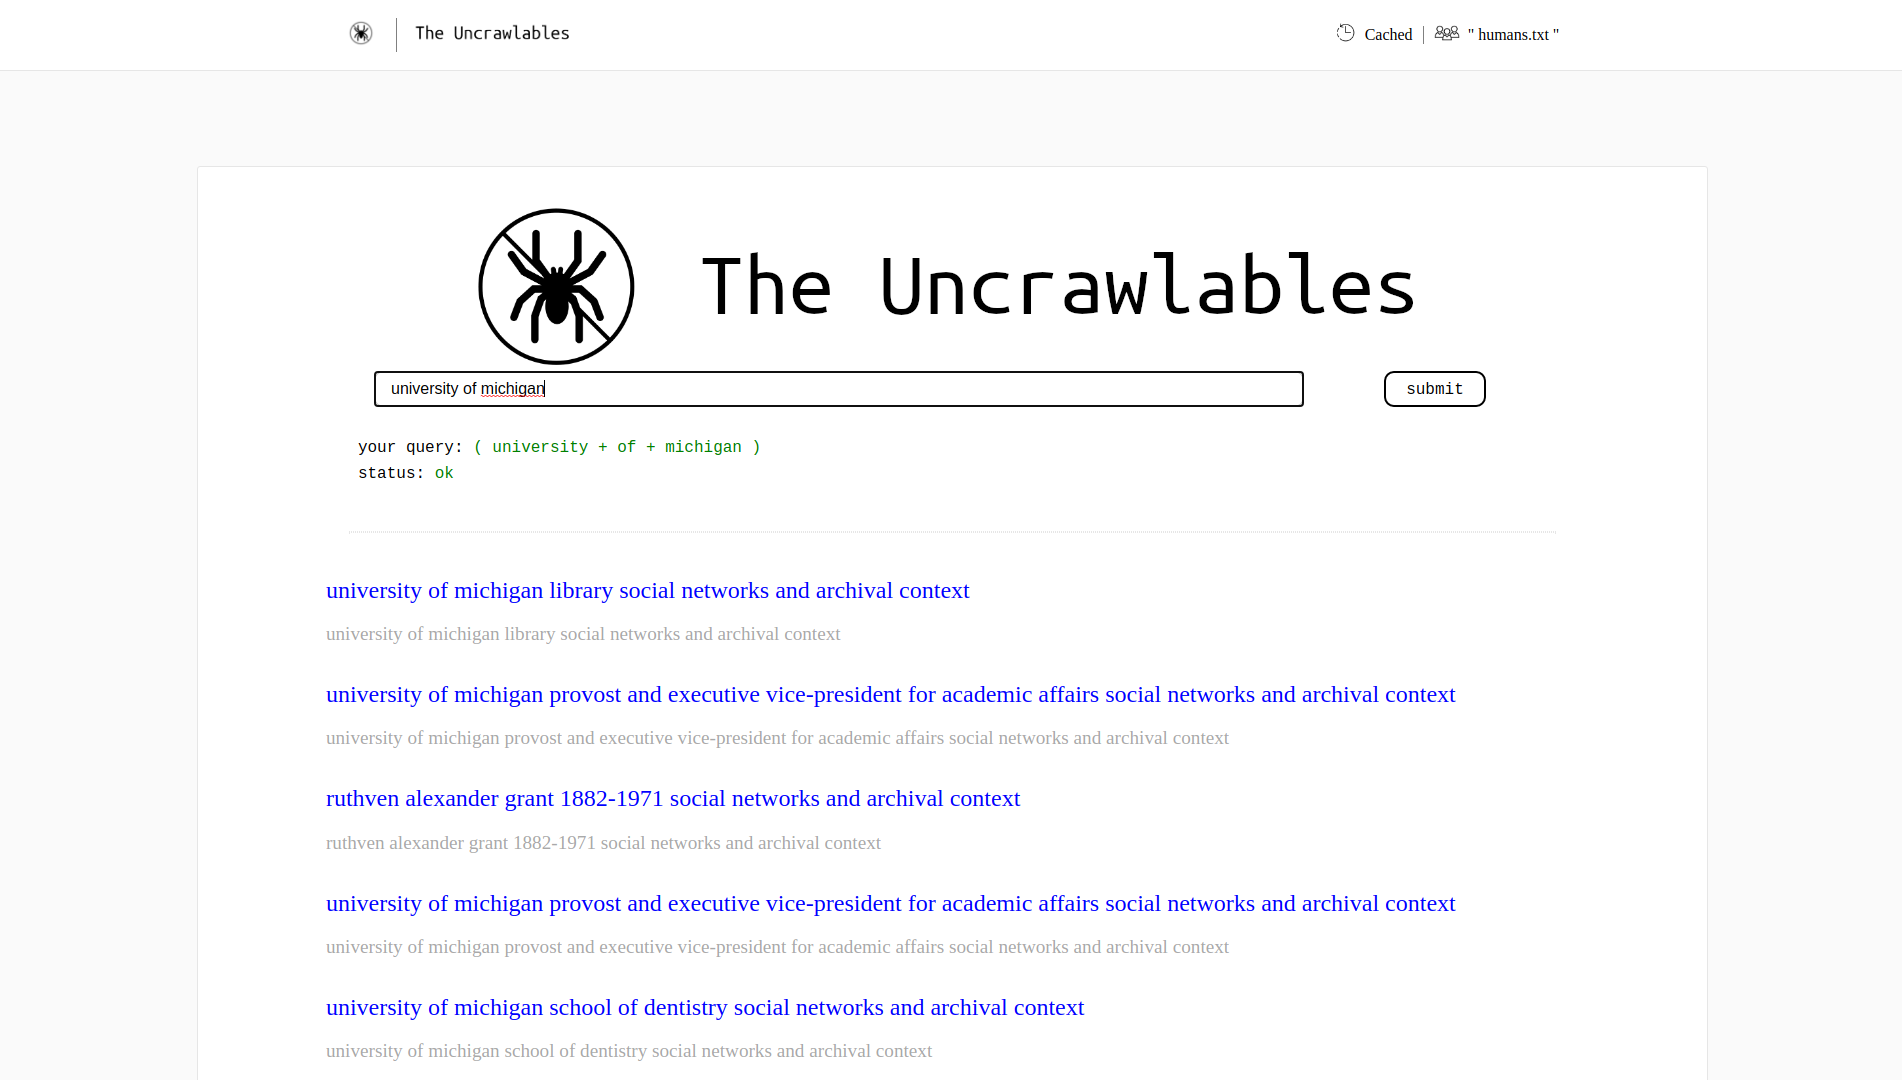 The Uncrawlables
Cached
" humans.txt "
The Uncrawlables
university of michigan
submit
your query: ( university + of + michigan )
status: ok
university of michigan library social networks and archival context
university of michigan library social networks and archival context
university of michigan provost and executive vice-president for academic affairs social networks and archival context
university of michigan provost and executive vice-president for academic affairs social networks and archival context
ruthven alexander grant 1882-1971 social networks and archival context
ruthven alexander grant 1882-1971 social networks and archival context
university of michigan provost and executive vice-president for academic affairs social networks and archival context
university of michigan provost and executive vice-president for academic affairs social networks and archival context
university of michigan school of dentistry social networks and archival context
university of michigan school of dentistry social networks and archival context